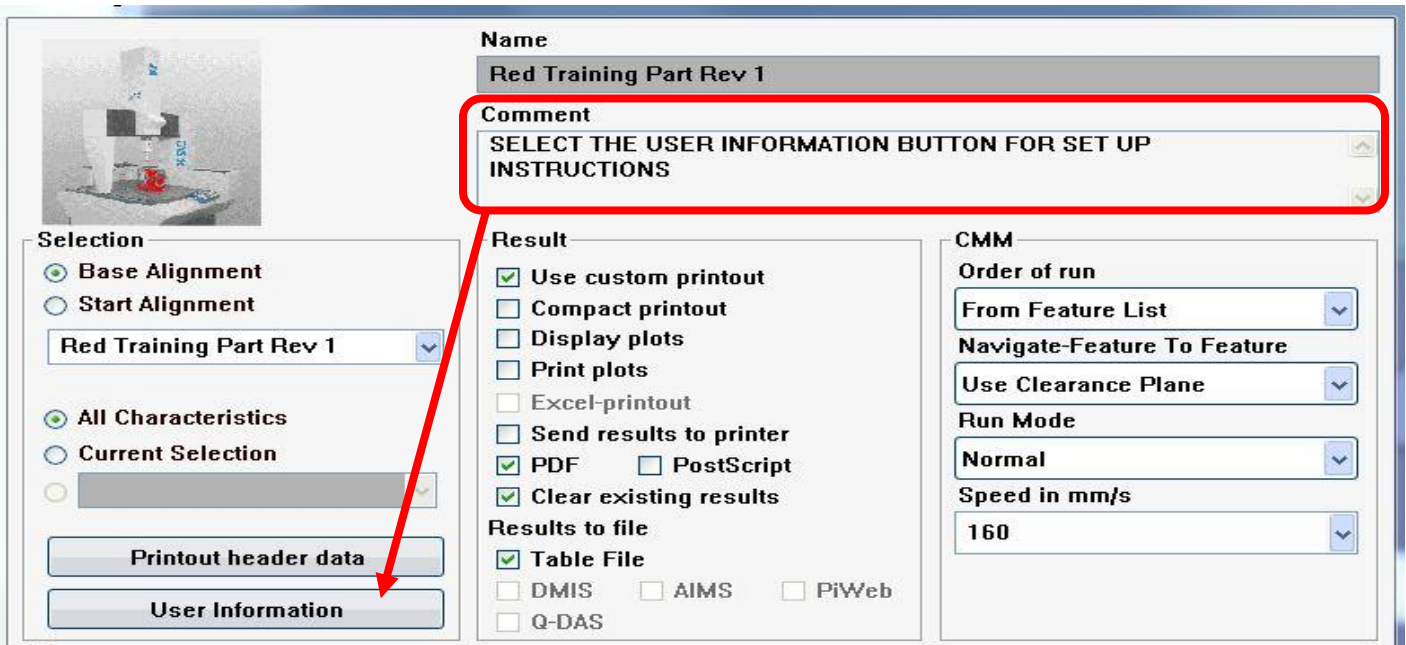 Name
Red Training Part Rev 1
Comment
SELECT THE USER INFORMATION BUTTON FOR SET UP
INSTRUCTIONS
Selection
Base Alignment
Start Alignment
Red Training Part Rev 1
All Characteristics
Current Selection
Printout header data
User Information
Result
Use custom printout
Compact printout
Display plots
Print plots
Excel-printout
Send results to printer
PDF PostScript
Clear existing results
Results to file
Table File
DMIS AIMS PiWeb
Q-DAS
CMM
Order of run
From Feature List
Navigate-Feature To Feature
Use Clearance Plane
Run Mode
Normal
Speed in mm/s
160